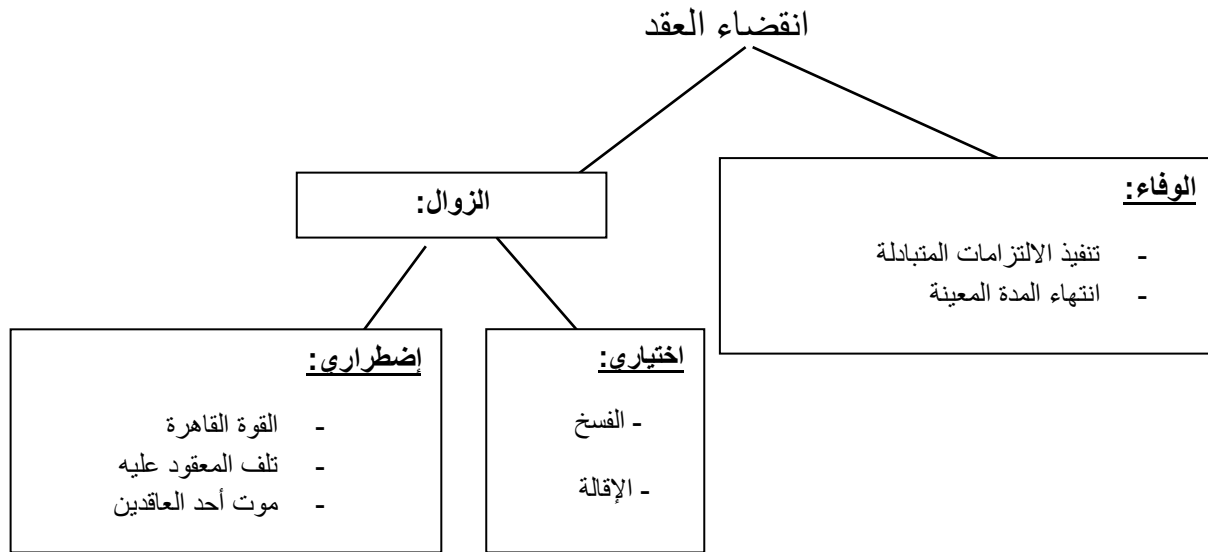 انقضاء العقد
الوفاء:
- تنفيذ الالتزامات المتبادلة
- انتهاء المدة المعينة
الزوال:
اختياري:
- الفسخ
- الإقالة
إضطراري:
- القوة القاهرة
- تلف المعقود عليه
- موت أحد العاقدين